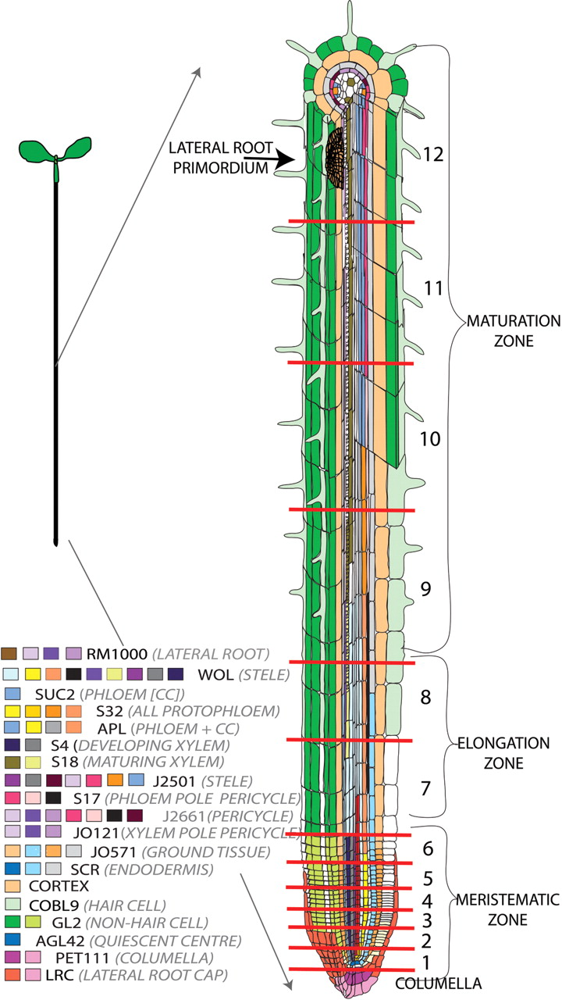 LATERAL ROOT
PRIMORDIUM
12
11
MATURATION
ZONE
10
9
RM1000 (LATERAL ROOT)
WOL (STELE)
SUC2 (PHLOEM [CC])
S32 (ALL PROTOPHLOEM)
APL (PHLOEM + CC)
S4 (DEVELOPING XYLEM)
S18 (MATURING XYLEM)
J2501 (STELE)
S17 (PHLOEM POLE PERICYCLE)
J2661(PERICYCLE)
JO121(XYLEM POLE PERICYCLE)
JO571 (GROUND TISSUE)
SCR (ENDODERMIS)
CORTEX
COBL9 (HAIR CELL)
GL2 (NON-HAIR CELL)
AGL42 (QUIESCENT CENTRE)
PET111 (COLUMELLA)
LRC (LATERAL ROOT CAP)
8
ELONGATION
ZONE
7
6
5
4
MERISTEMATIC
ZONE
3
2
1
COLUMELLA